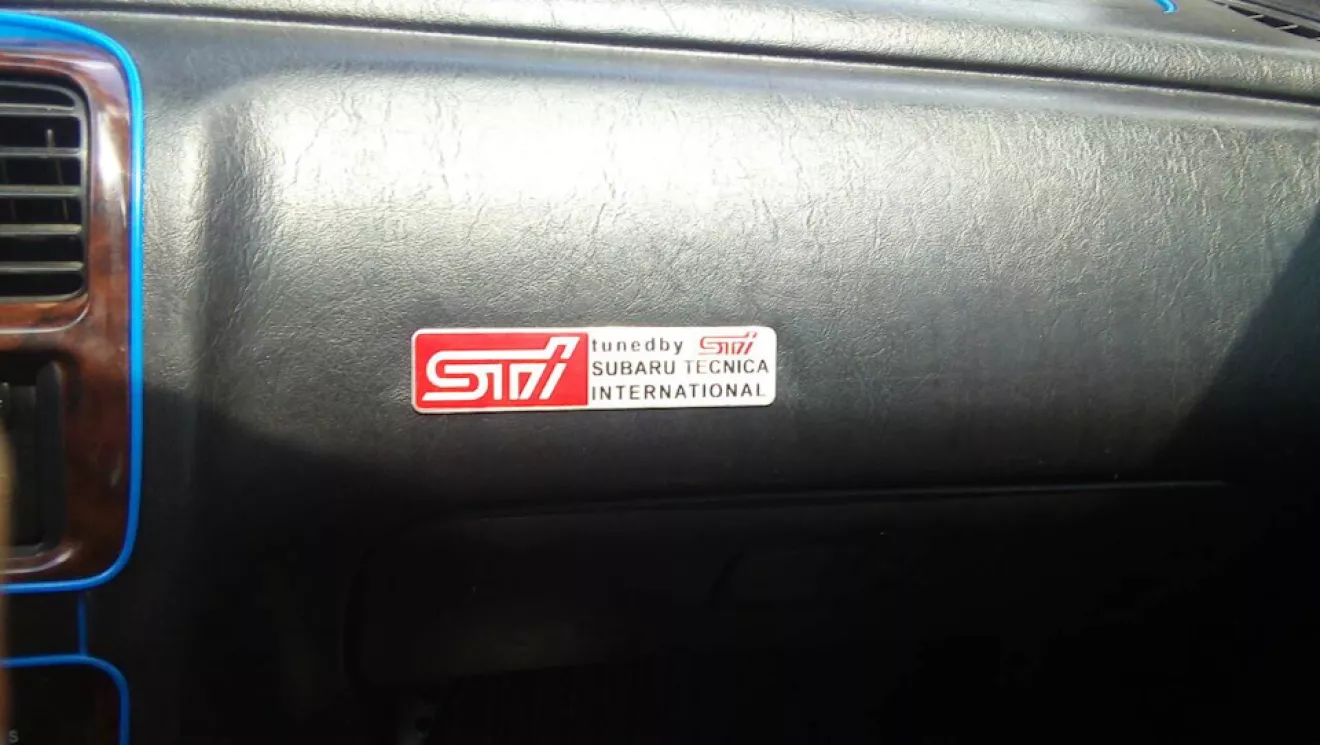 STi
tunedby STi
SUBARU TECNICA
INTERNATIONAL